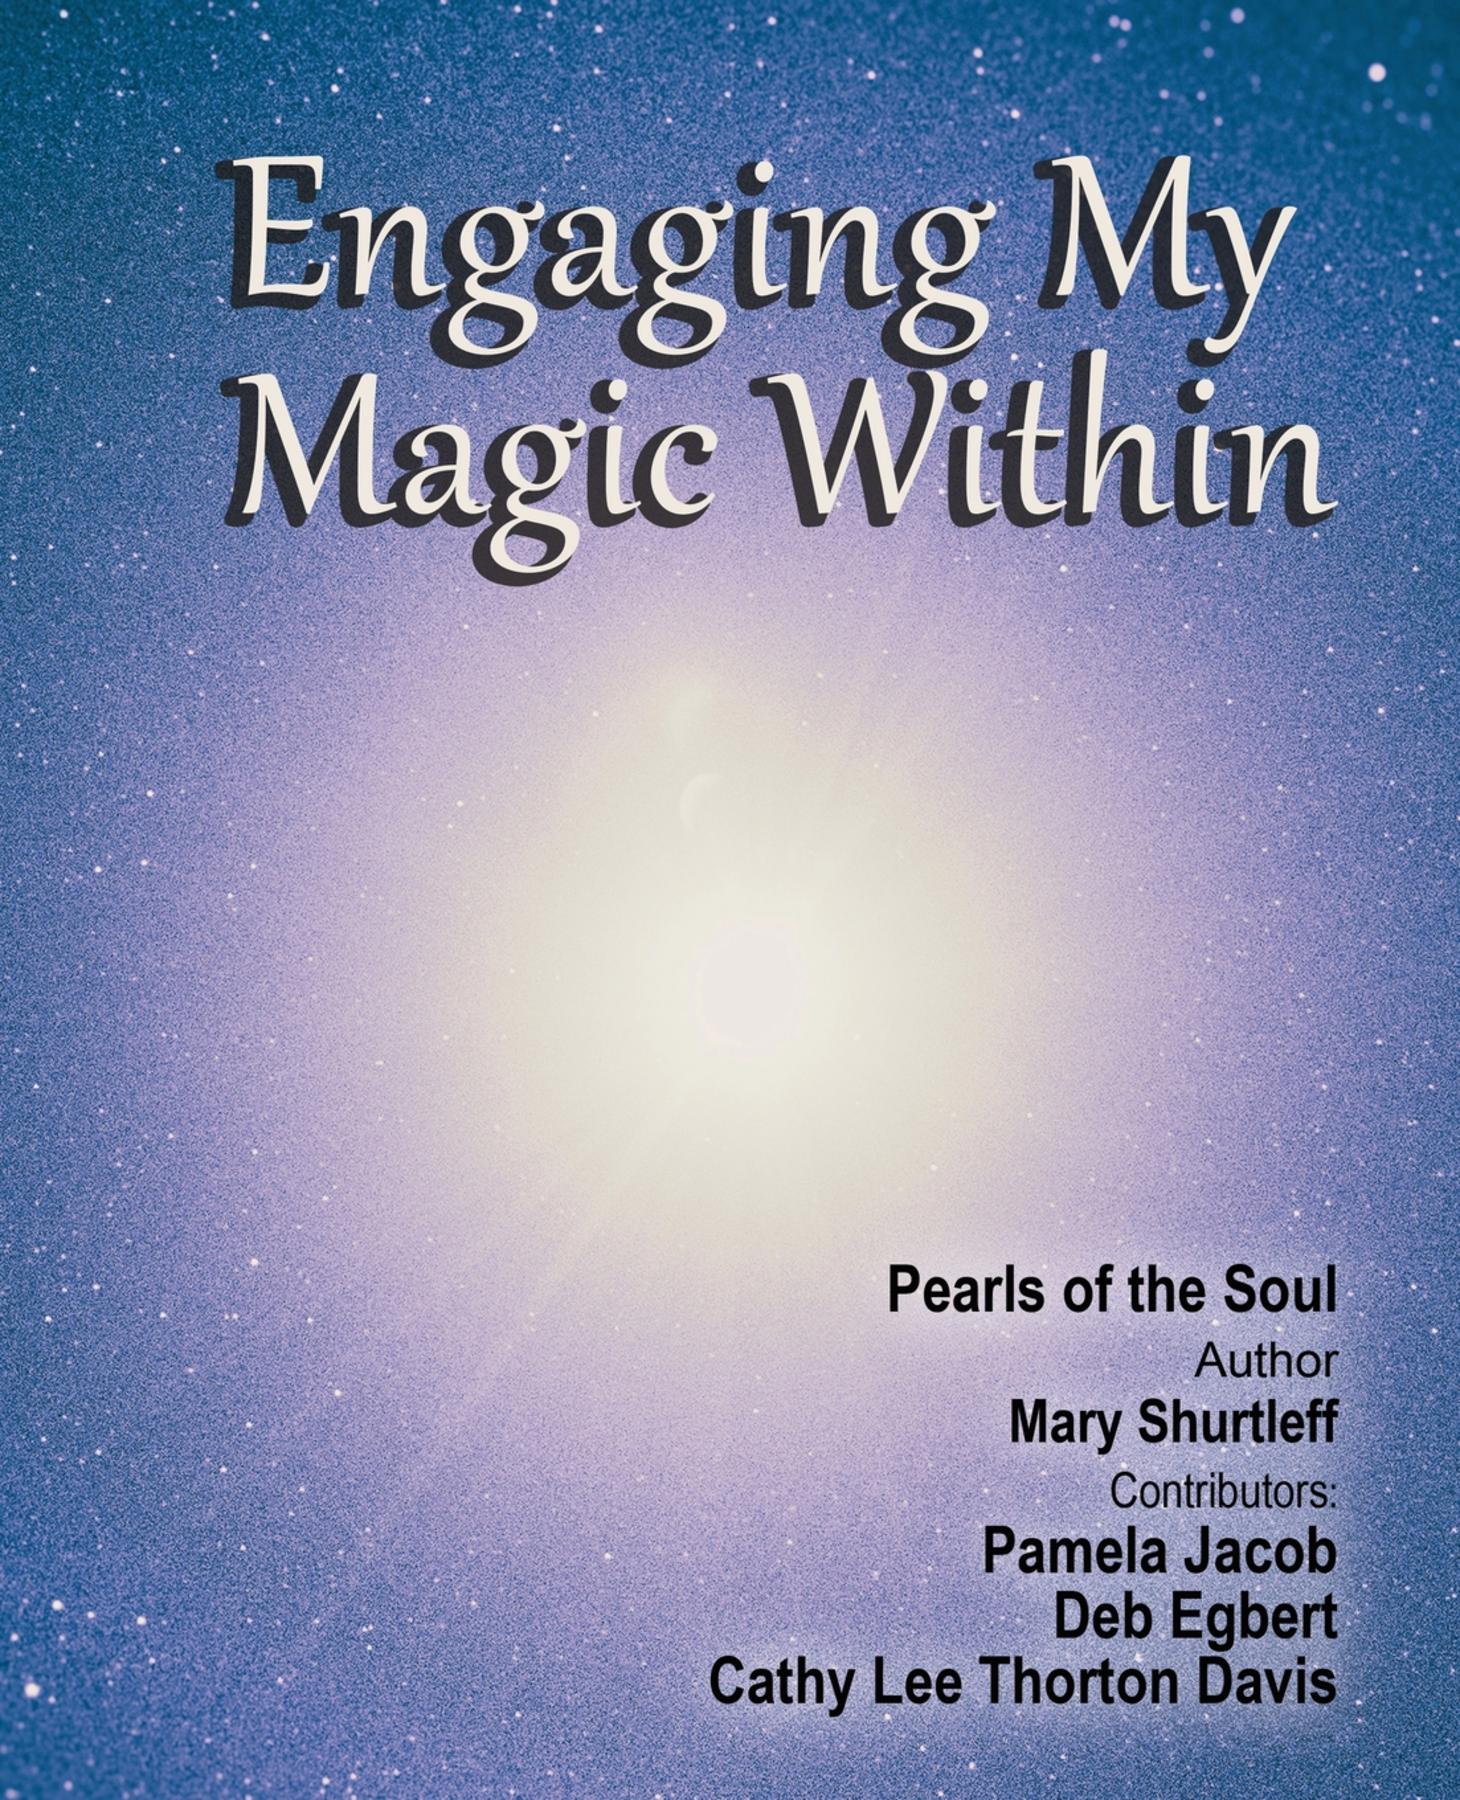 Engaging My
Magic Within
Pearls of the Soul
Author
Mary Shurtleff
Contributors:
Pamela Jacob
Deb Egbert
Cathy Lee Thorton Davis